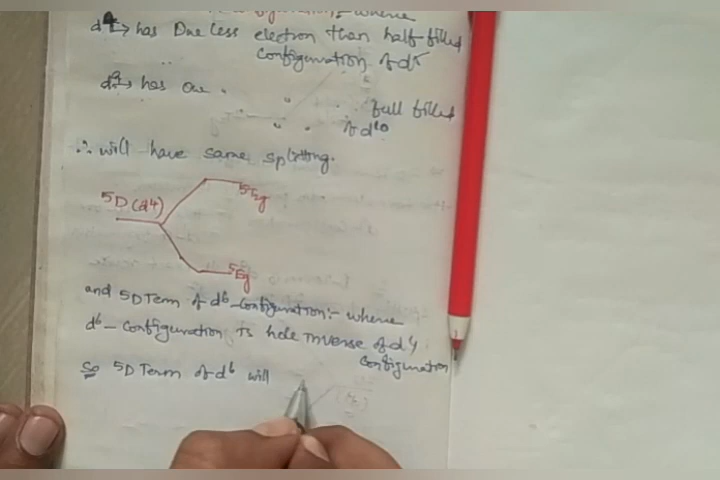 where
d4 → has one less electron than half filled
configuration of d5
d9 → has one " full filled
of d10
∴ will have same splitting.
5D (d4)
5Eg
5Eg
and 5D Term of d6-configuration:- where
d6- configuration is hole inverse of d4
configuration
So 5D Term of d6 will